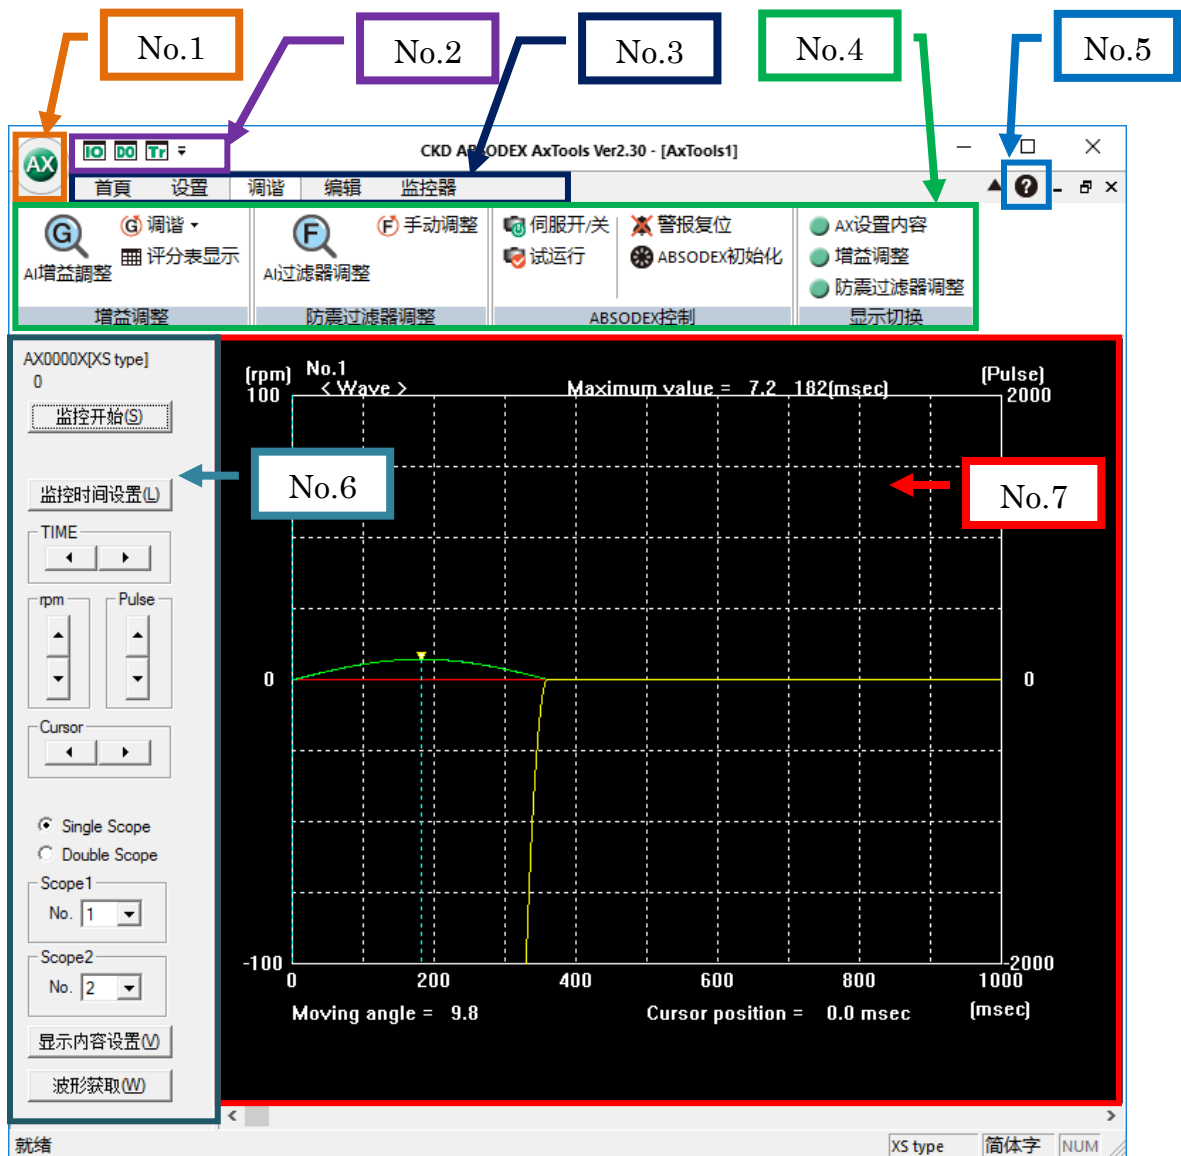 No.1
No.2
No.3
No.4
No.5
AX
IO DO Tr
CKD ABSODEX AxTools Ver2.30 - [AxTools1]
首頁 设置 调谐 编辑 监控器
G
AI增益調整
G 调谐
评分表显示
增益调整
F
AI过滤器调整
F 手动调整
防震过滤器调整
伺服开/关
试运行
警报复位
ABSODEX初始化
ABSODEX控制
AX设置内容
增益調整
防震过滤器調整
显示切换
AX0000X[XS type]
0
监控开始(S)
监控时间设置(L)
TIME
rpm Pulse
Cursor
Single Scope
Double Scope
Scope1
No. 1
Scope2
No. 2
显示内容设置(V)
波形获取(W)
No.6
No.7
(rpm) No.1 (Pulse)
100 < Wave > Maximum value = 7.2 182(msec) 2000
0 0
-100 -2000
0 200 400 600 800 1000
(msec)
Moving angle = 9.8 Cursor position = 0.0 msec
就绪 XS type 简体字 NUM